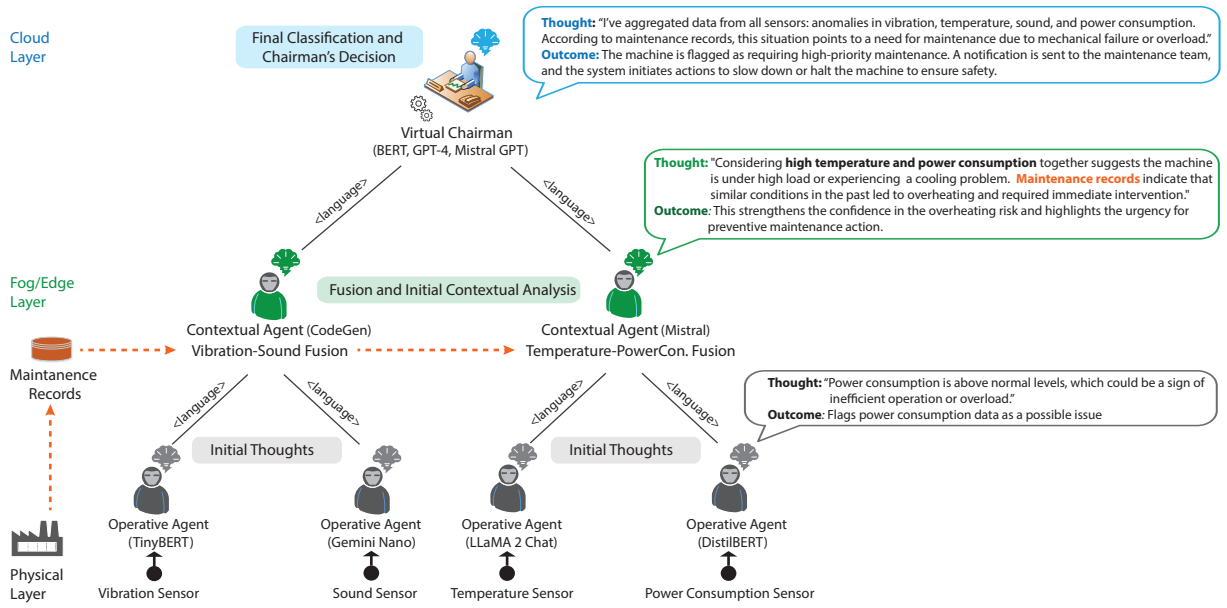 Cloud
Layer
Final Classification and
Chairman's Decision
Thought: “I've aggregated data from all sensors: anomalies in vibration, temperature, sound, and power consumption.
According to maintenance records, this situation points to a need for maintenance due to mechanical failure or overload.”
Outcome: The machine is flagged as requiring high-priority maintenance. A notification is sent to the maintenance team,
and the system initiates actions to slow down or halt the machine to ensure safety.
Virtual Chairman
(BERT, GPT-4, Mistral GPT)
<language>
<language>
Thought: "Considering high temperature and power consumption together suggests the machine
is under high load or experiencing a cooling problem. Maintenance records indicate that
similar conditions in the past led to overheating and required immediate intervention."
Outcome: This strengthens the confidence in the overheating risk and highlights the urgency for
preventive maintenance action.
Fog/Edge
Layer
Fusion and Initial Contextual Analysis
Contextual Agent (CodeGen)
Vibration-Sound Fusion
Contextual Agent (Mistral)
Temperature-PowerCon. Fusion
Maintanence
Records
<language>
<language>
<language>
<language>
Thought: “Power consumption is above normal levels, which could be a sign of
inefficient operation or overload.”
Outcome: Flags power consumption data as a possible issue
Initial Thoughts
Initial Thoughts
Operative Agent
(TinyBERT)
Operative Agent
(Gemini Nano)
Operative Agent
(LLaMA 2 Chat)
Operative Agent
(DistilBERT)
Physical
Layer
Vibration Sensor
Sound Sensor
Temperature Sensor
Power Consumption Sensor